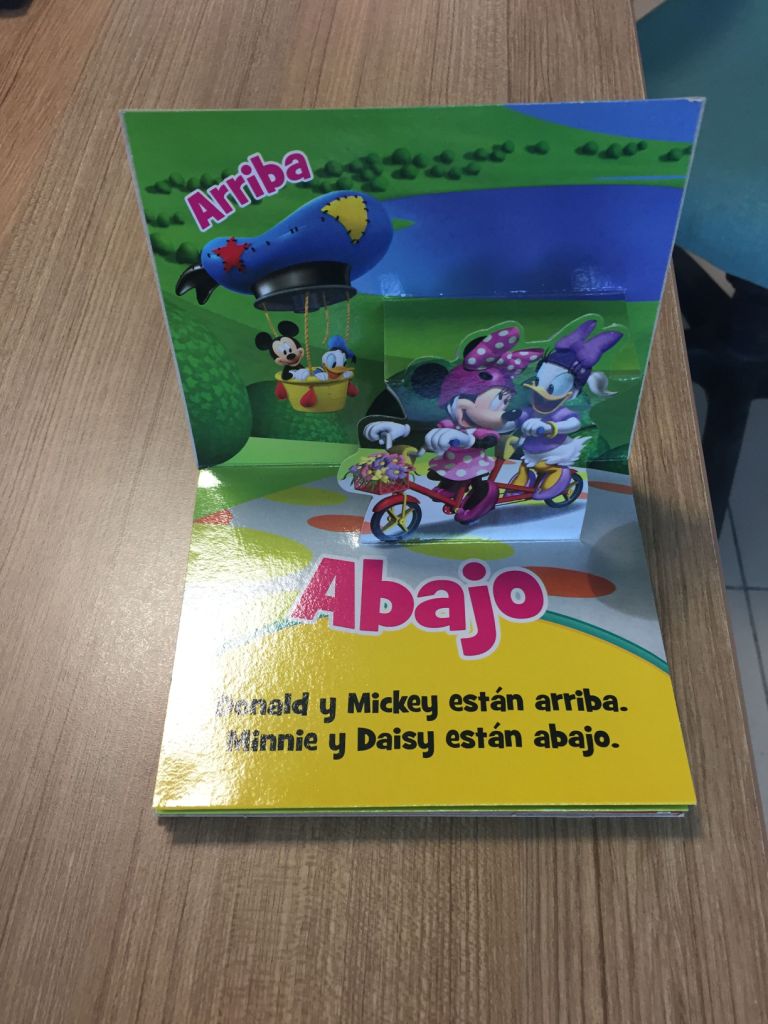 Arriba
Abajo
Donald y Mickey están arriba.
Minnie y Daisy están abajo.